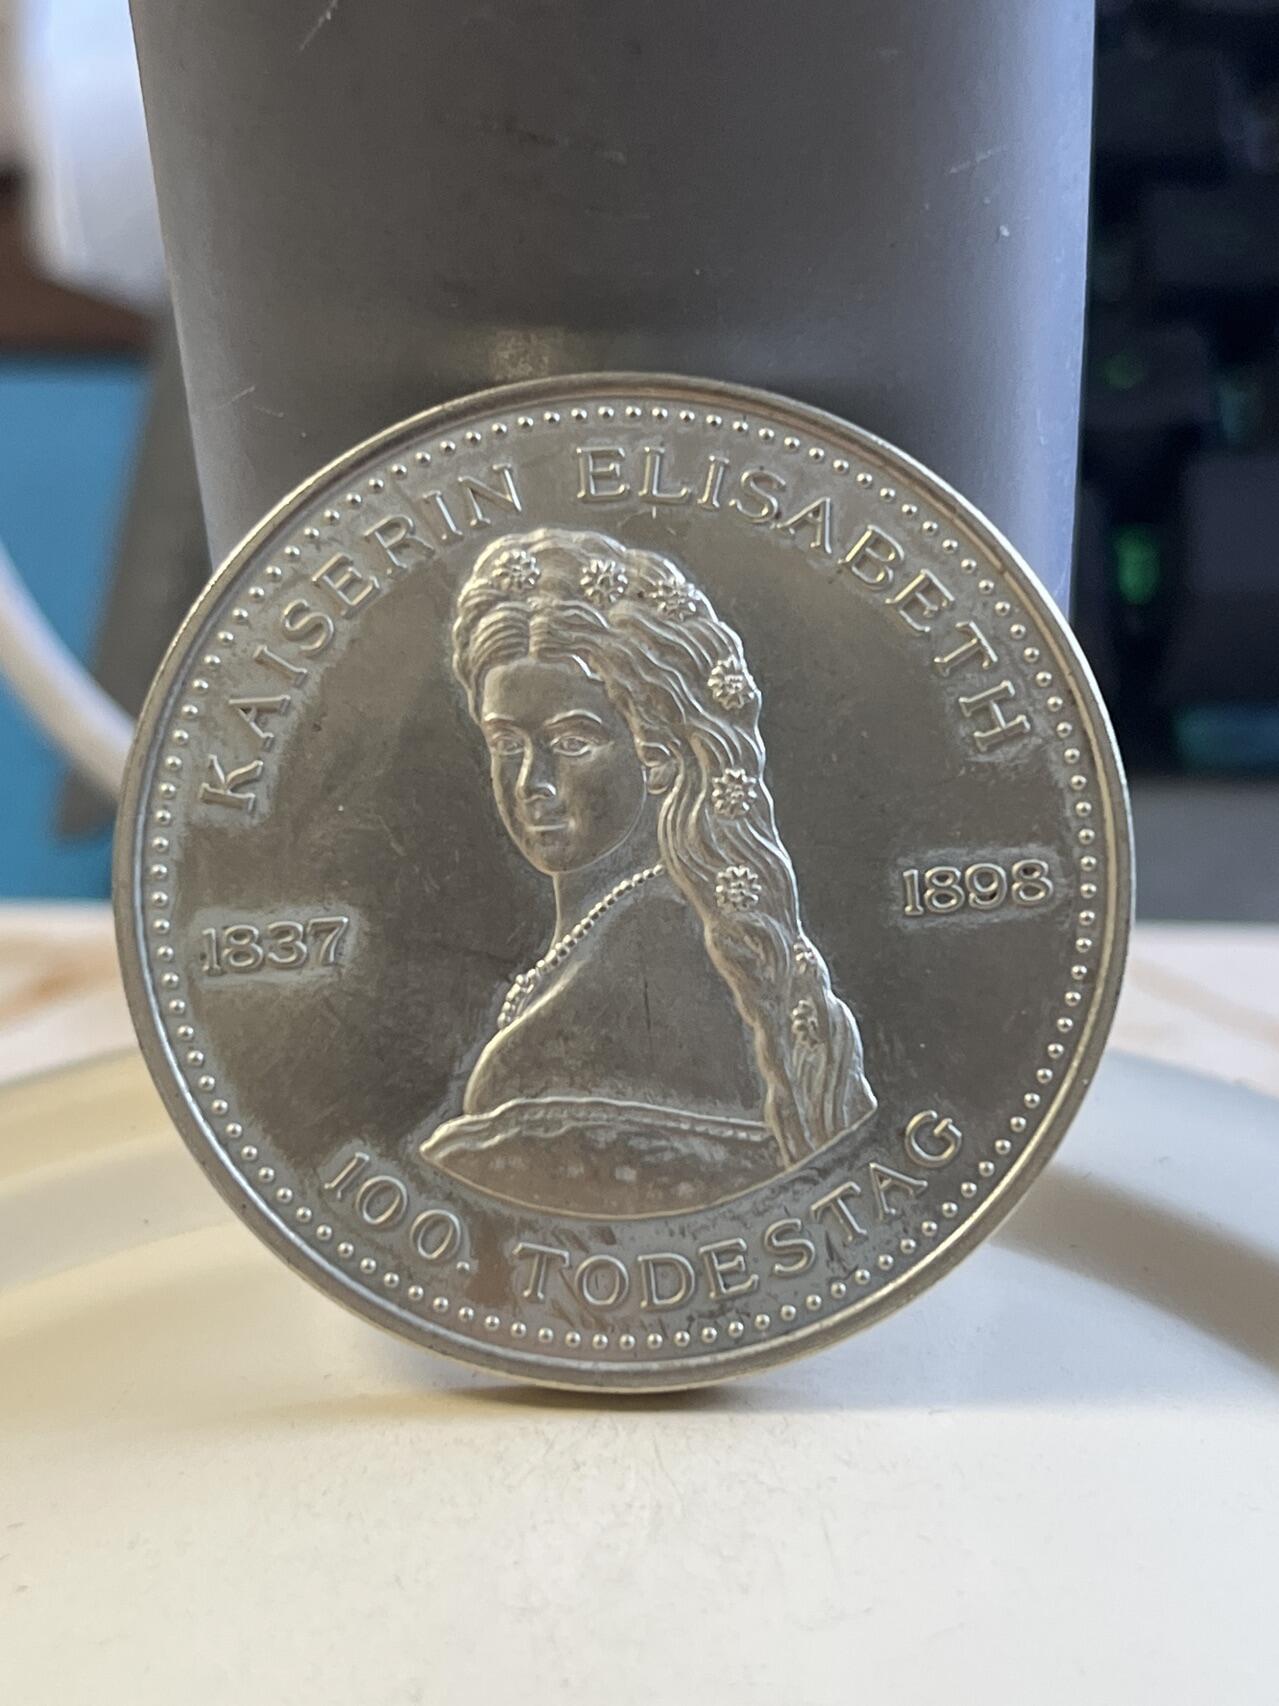 KAISERIN ELISABETH
1837
1898
100. TODESTAG